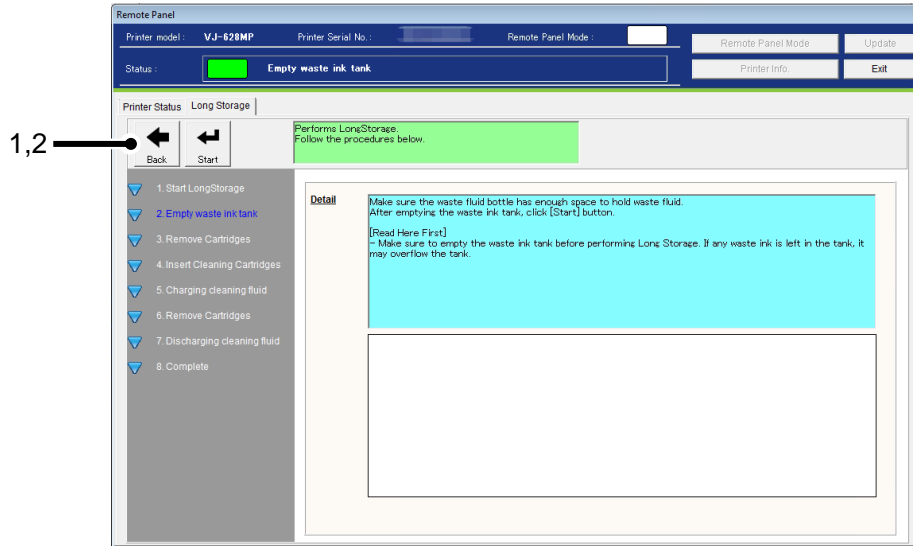 Remote Panel
Printer model : VJ-628MP Printer Serial No. : Remote Panel Mode :
Remote Panel Mode Update
Status : Empty waste ink tank
Printer Info. Exit
Printer Status Long Storage
1,2
Back Start
Performs LongStorage.
Follow the procedures below.
1. Start LongStorage
2. Empty waste ink tank
3. Remove Cartridges
4. Insert Cleaning Cartridges
5. Charging cleaning fluid
6. Remove Cartridges
7. Discharging cleaning fluid
8. Complete
Detail
Make sure the waste fluid bottle has enough space to hold waste fluid.
After emptying the waste ink tank, click [Start] button.
[Read Here First]
- Make sure to empty the waste ink tank before performing Long Storage. If any waste ink is left in the tank, it
may overflow the tank.